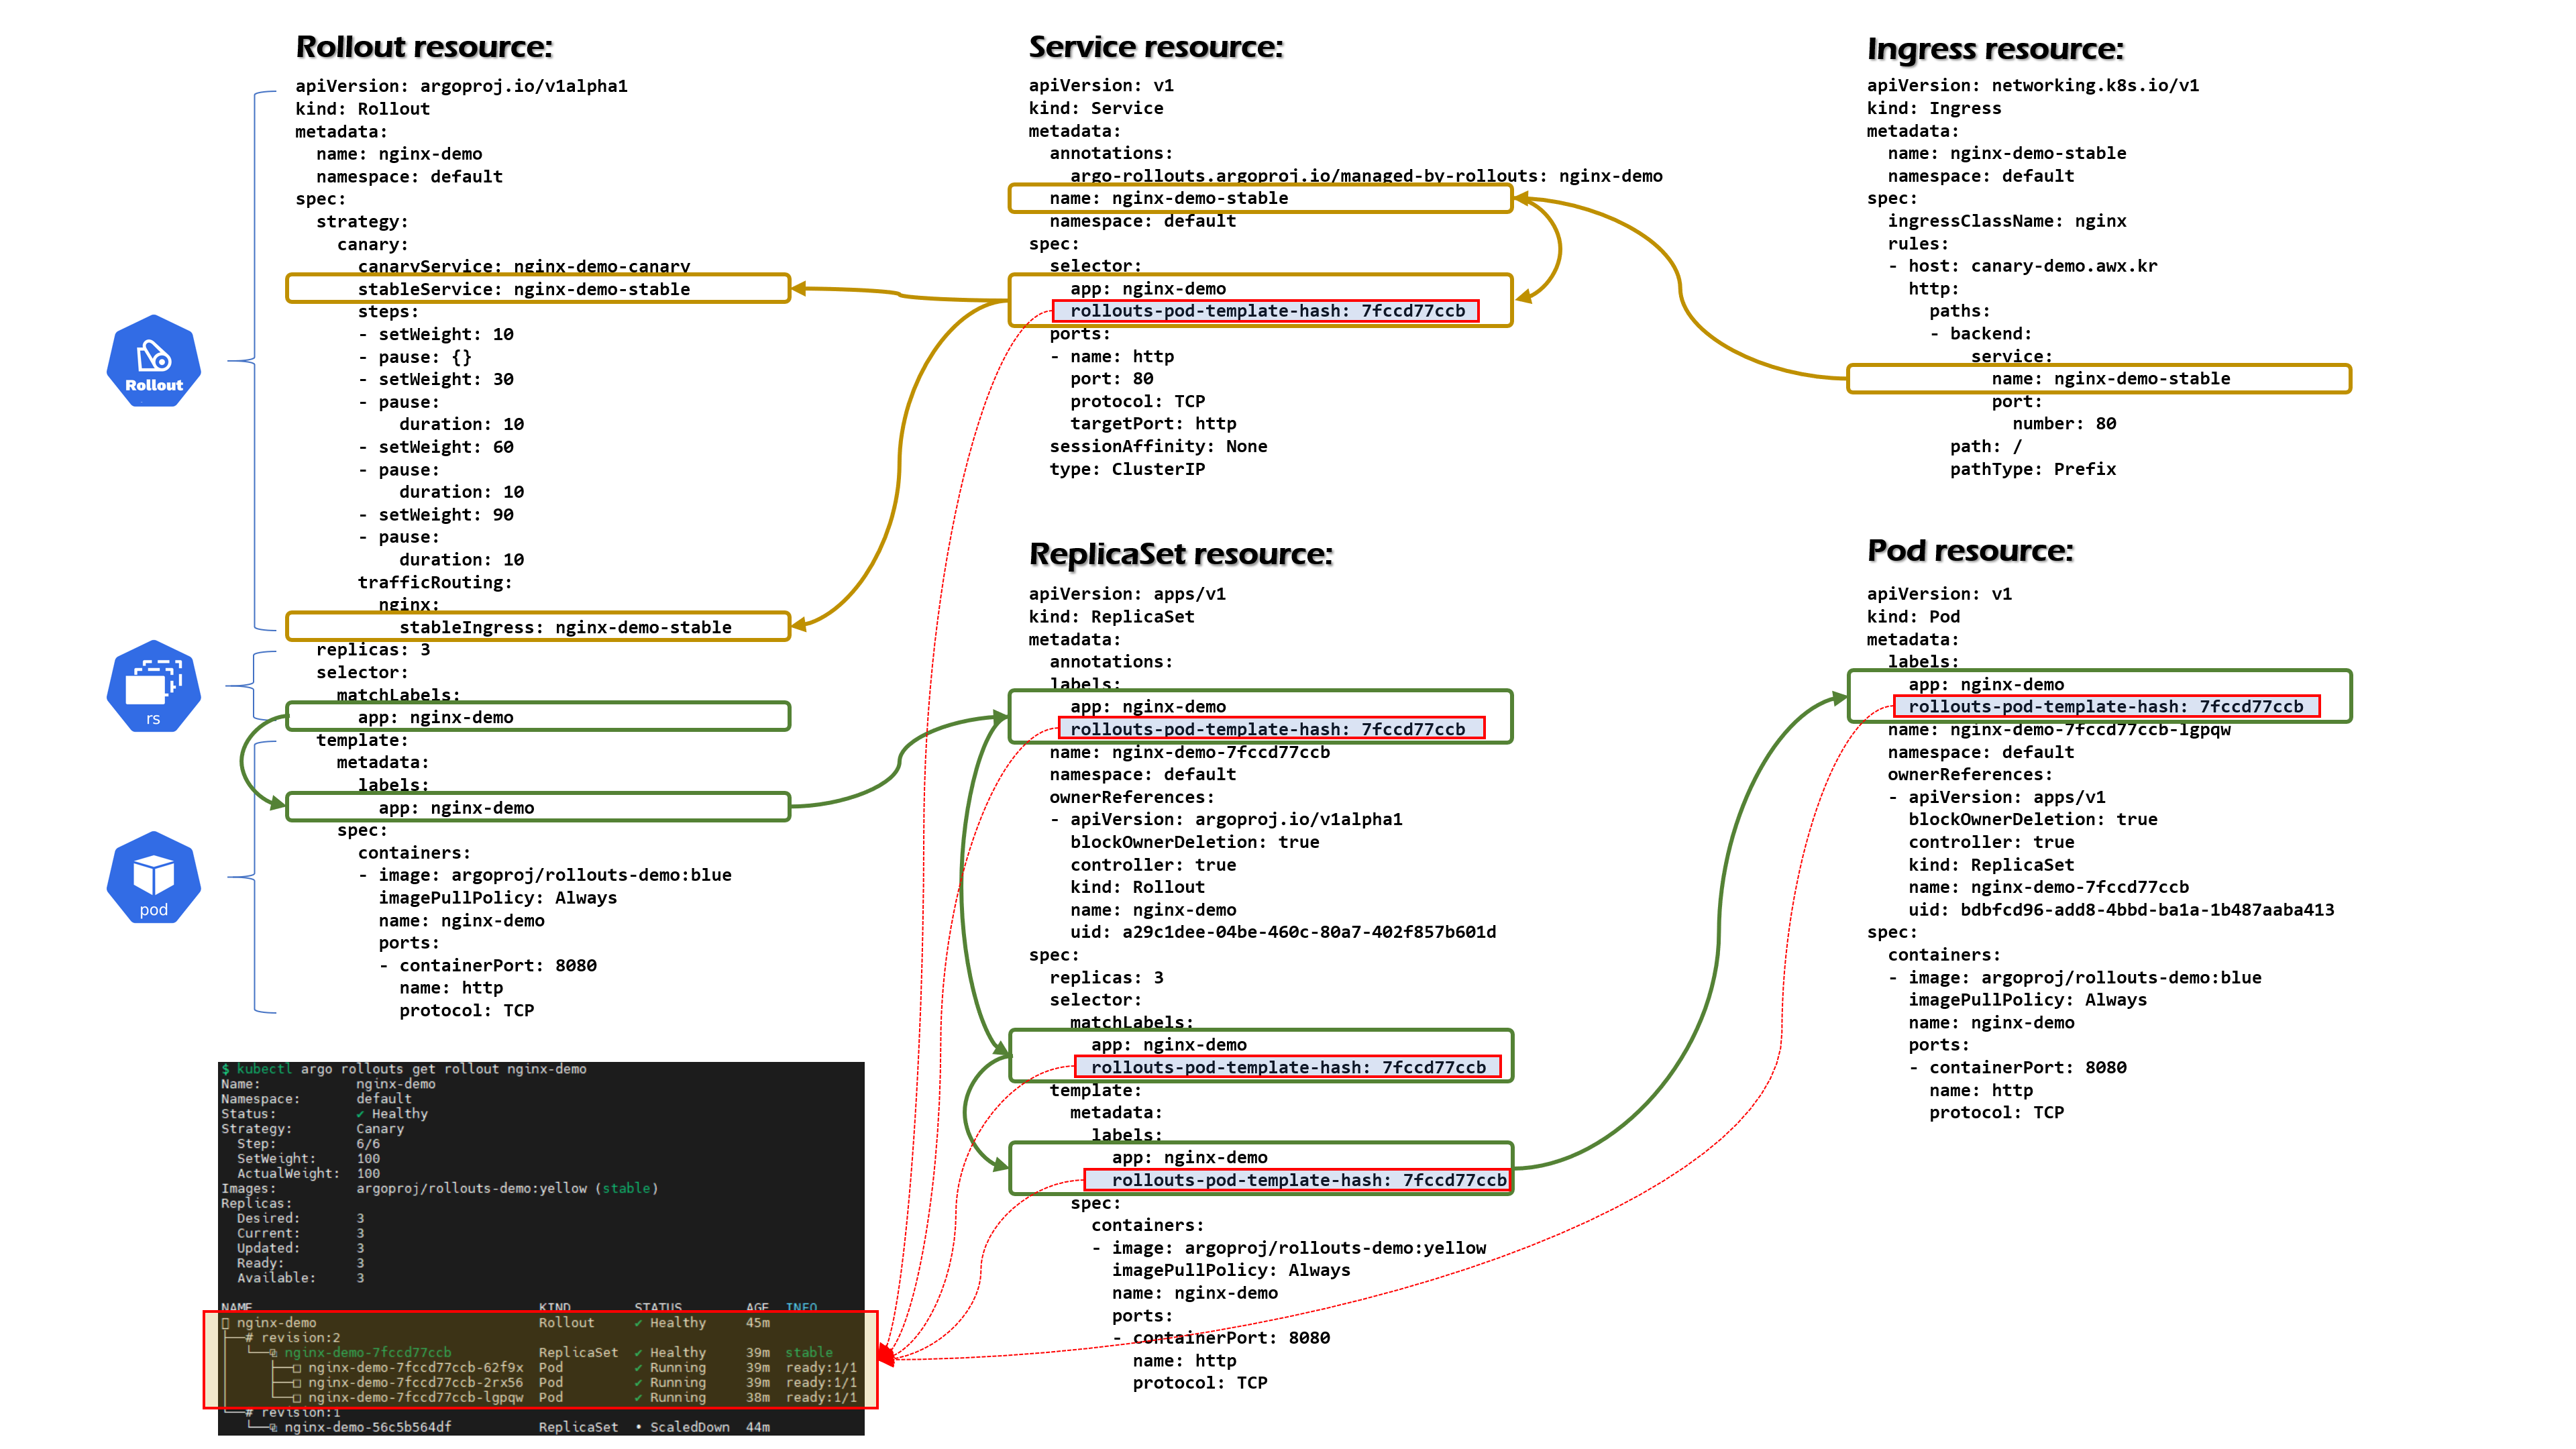 Rollout resource:
apiVersion: argoproj.io/v1alpha1
kind: Rollout
metadata:
  name: nginx-demo
  namespace: default
spec:
  strategy:
    canary:
      canaryService: nginx-demo-canary
      stableService: nginx-demo-stable
      steps:
      - setWeight: 10
      - pause: {}
      - setWeight: 30
      - pause:
          duration: 10
      - setWeight: 60
      - pause:
          duration: 10
      - setWeight: 90
      - pause:
          duration: 10
      trafficRouting:
        nginx:
          stableIngress: nginx-demo-stable
  replicas: 3
  selector:
    matchLabels:
      app: nginx-demo
  template:
    metadata:
      labels:
        app: nginx-demo
    spec:
      containers:
      - image: argoproj/rollouts-demo:blue
        imagePullPolicy: Always
        name: nginx-demo
        ports:
        - containerPort: 8080
          name: http
          protocol: TCP
Rollout
rs
pod
Service resource:
apiVersion: v1
kind: Service
metadata:
  annotations:
    argo-rollouts.argoproj.io/managed-by-rollouts: nginx-demo
  name: nginx-demo-stable
  namespace: default
spec:
  selector:
    app: nginx-demo
    rollouts-pod-template-hash: 7fccd77ccb
  ports:
  - name: http
    port: 80
    protocol: TCP
    targetPort: http
  sessionAffinity: None
  type: ClusterIP
Ingress resource:
apiVersion: networking.k8s.io/v1
kind: Ingress
metadata:
  name: nginx-demo-stable
  namespace: default
spec:
  ingressClassName: nginx
  rules:
  - host: canary-demo.awx.kr
    http:
      paths:
      - backend:
          service:
            name: nginx-demo-stable
            port:
              number: 80
        path: /
        pathType: Prefix
ReplicaSet resource:
apiVersion: apps/v1
kind: ReplicaSet
metadata:
  annotations:
  labels:
    app: nginx-demo
    rollouts-pod-template-hash: 7fccd77ccb
  name: nginx-demo-7fccd77ccb
  namespace: default
  ownerReferences:
  - apiVersion: argoproj.io/v1alpha1
    blockOwnerDeletion: true
    controller: true
    kind: Rollout
    name: nginx-demo
    uid: a29c1dee-04be-460c-80a7-402f857b601d
spec:
  replicas: 3
  selector:
    matchLabels:
      app: nginx-demo
      rollouts-pod-template-hash: 7fccd77ccb
  template:
    metadata:
      labels:
        app: nginx-demo
        rollouts-pod-template-hash: 7fccd77ccb
    spec:
      containers:
      - image: argoproj/rollouts-demo:yellow
        imagePullPolicy: Always
        name: nginx-demo
        ports:
        - containerPort: 8080
          name: http
          protocol: TCP
Pod resource:
apiVersion: v1
kind: Pod
metadata:
  labels:
    app: nginx-demo
    rollouts-pod-template-hash: 7fccd77ccb
  name: nginx-demo-7fccd77ccb-lgpqw
  namespace: default
  ownerReferences:
  - apiVersion: apps/v1
    blockOwnerDeletion: true
    controller: true
    kind: ReplicaSet
    name: nginx-demo-7fccd77ccb
    uid: bdbfcd96-add8-4bbd-ba1a-1b487aaba413
spec:
  containers:
  - image: argoproj/rollouts-demo:blue
    imagePullPolicy: Always
    name: nginx-demo
    ports:
    - containerPort: 8080
      name: http
      protocol: TCP
$ kubectl argo rollouts get rollout nginx-demo
Name:            nginx-demo
Namespace:       default
Status:          ✔ Healthy
Strategy:        Canary
  Step:          6/6
  SetWeight:     100
  ActualWeight:  100
Images:          argoproj/rollouts-demo:yellow (stable)
Replicas:
  Desired:       3
  Current:       3
  Updated:       3
  Ready:         3
  Available:     3
NAME                                    KIND        STATUS        AGE  INFO
nginx-demo                            Rollout     ✔ Healthy     45m
├──# revision:2
│  └──⧉ nginx-demo-7fccd77ccb           ReplicaSet  ✔ Healthy     39m  stable
│     ├──□ nginx-demo-7fccd77ccb-62f9x  Pod         ✔ Running     39m  ready:1/1
│     ├──□ nginx-demo-7fccd77ccb-2rx56  Pod         ✔ Running     39m  ready:1/1
│     └──□ nginx-demo-7fccd77ccb-lgpqw  Pod         ✔ Running     38m  ready:1/1
└──# revision:1
   └──⧉ nginx-demo-56c5b564df           ReplicaSet  • ScaledDown  44m